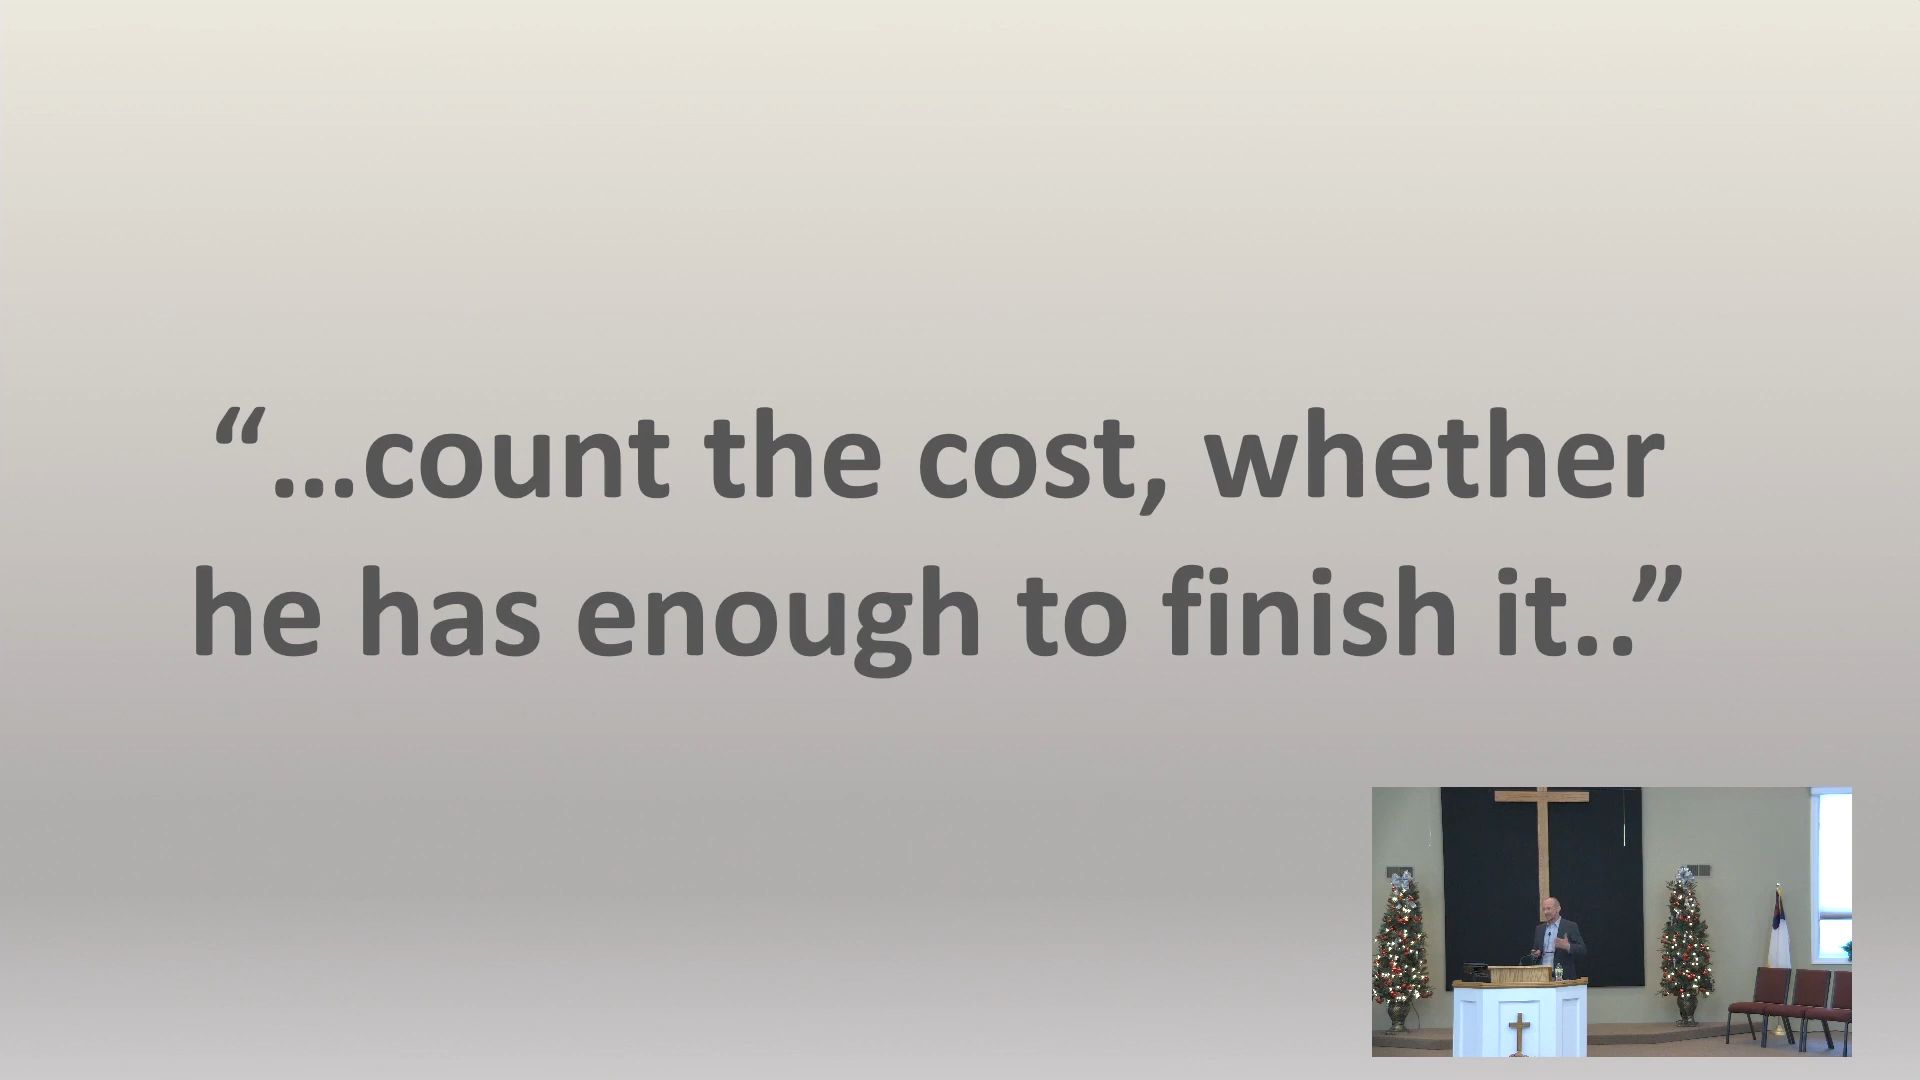 “…count the cost, whether
he has enough to finish it..”